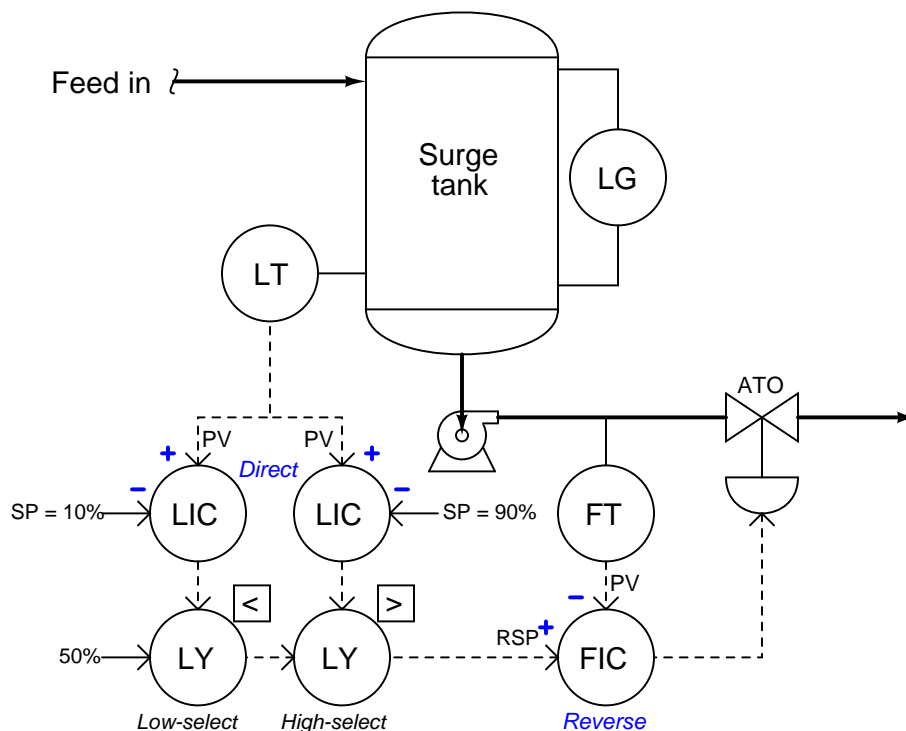 Feed in
Surge
tank
LG
LT
ATO
PV
PV
+
+
Direct
–
–
SP = 10%
LIC
LIC
SP = 90%
FT
PV
–
<
>
RSP
+
50%
LY
LY
FIC
Low-select
High-select
Reverse